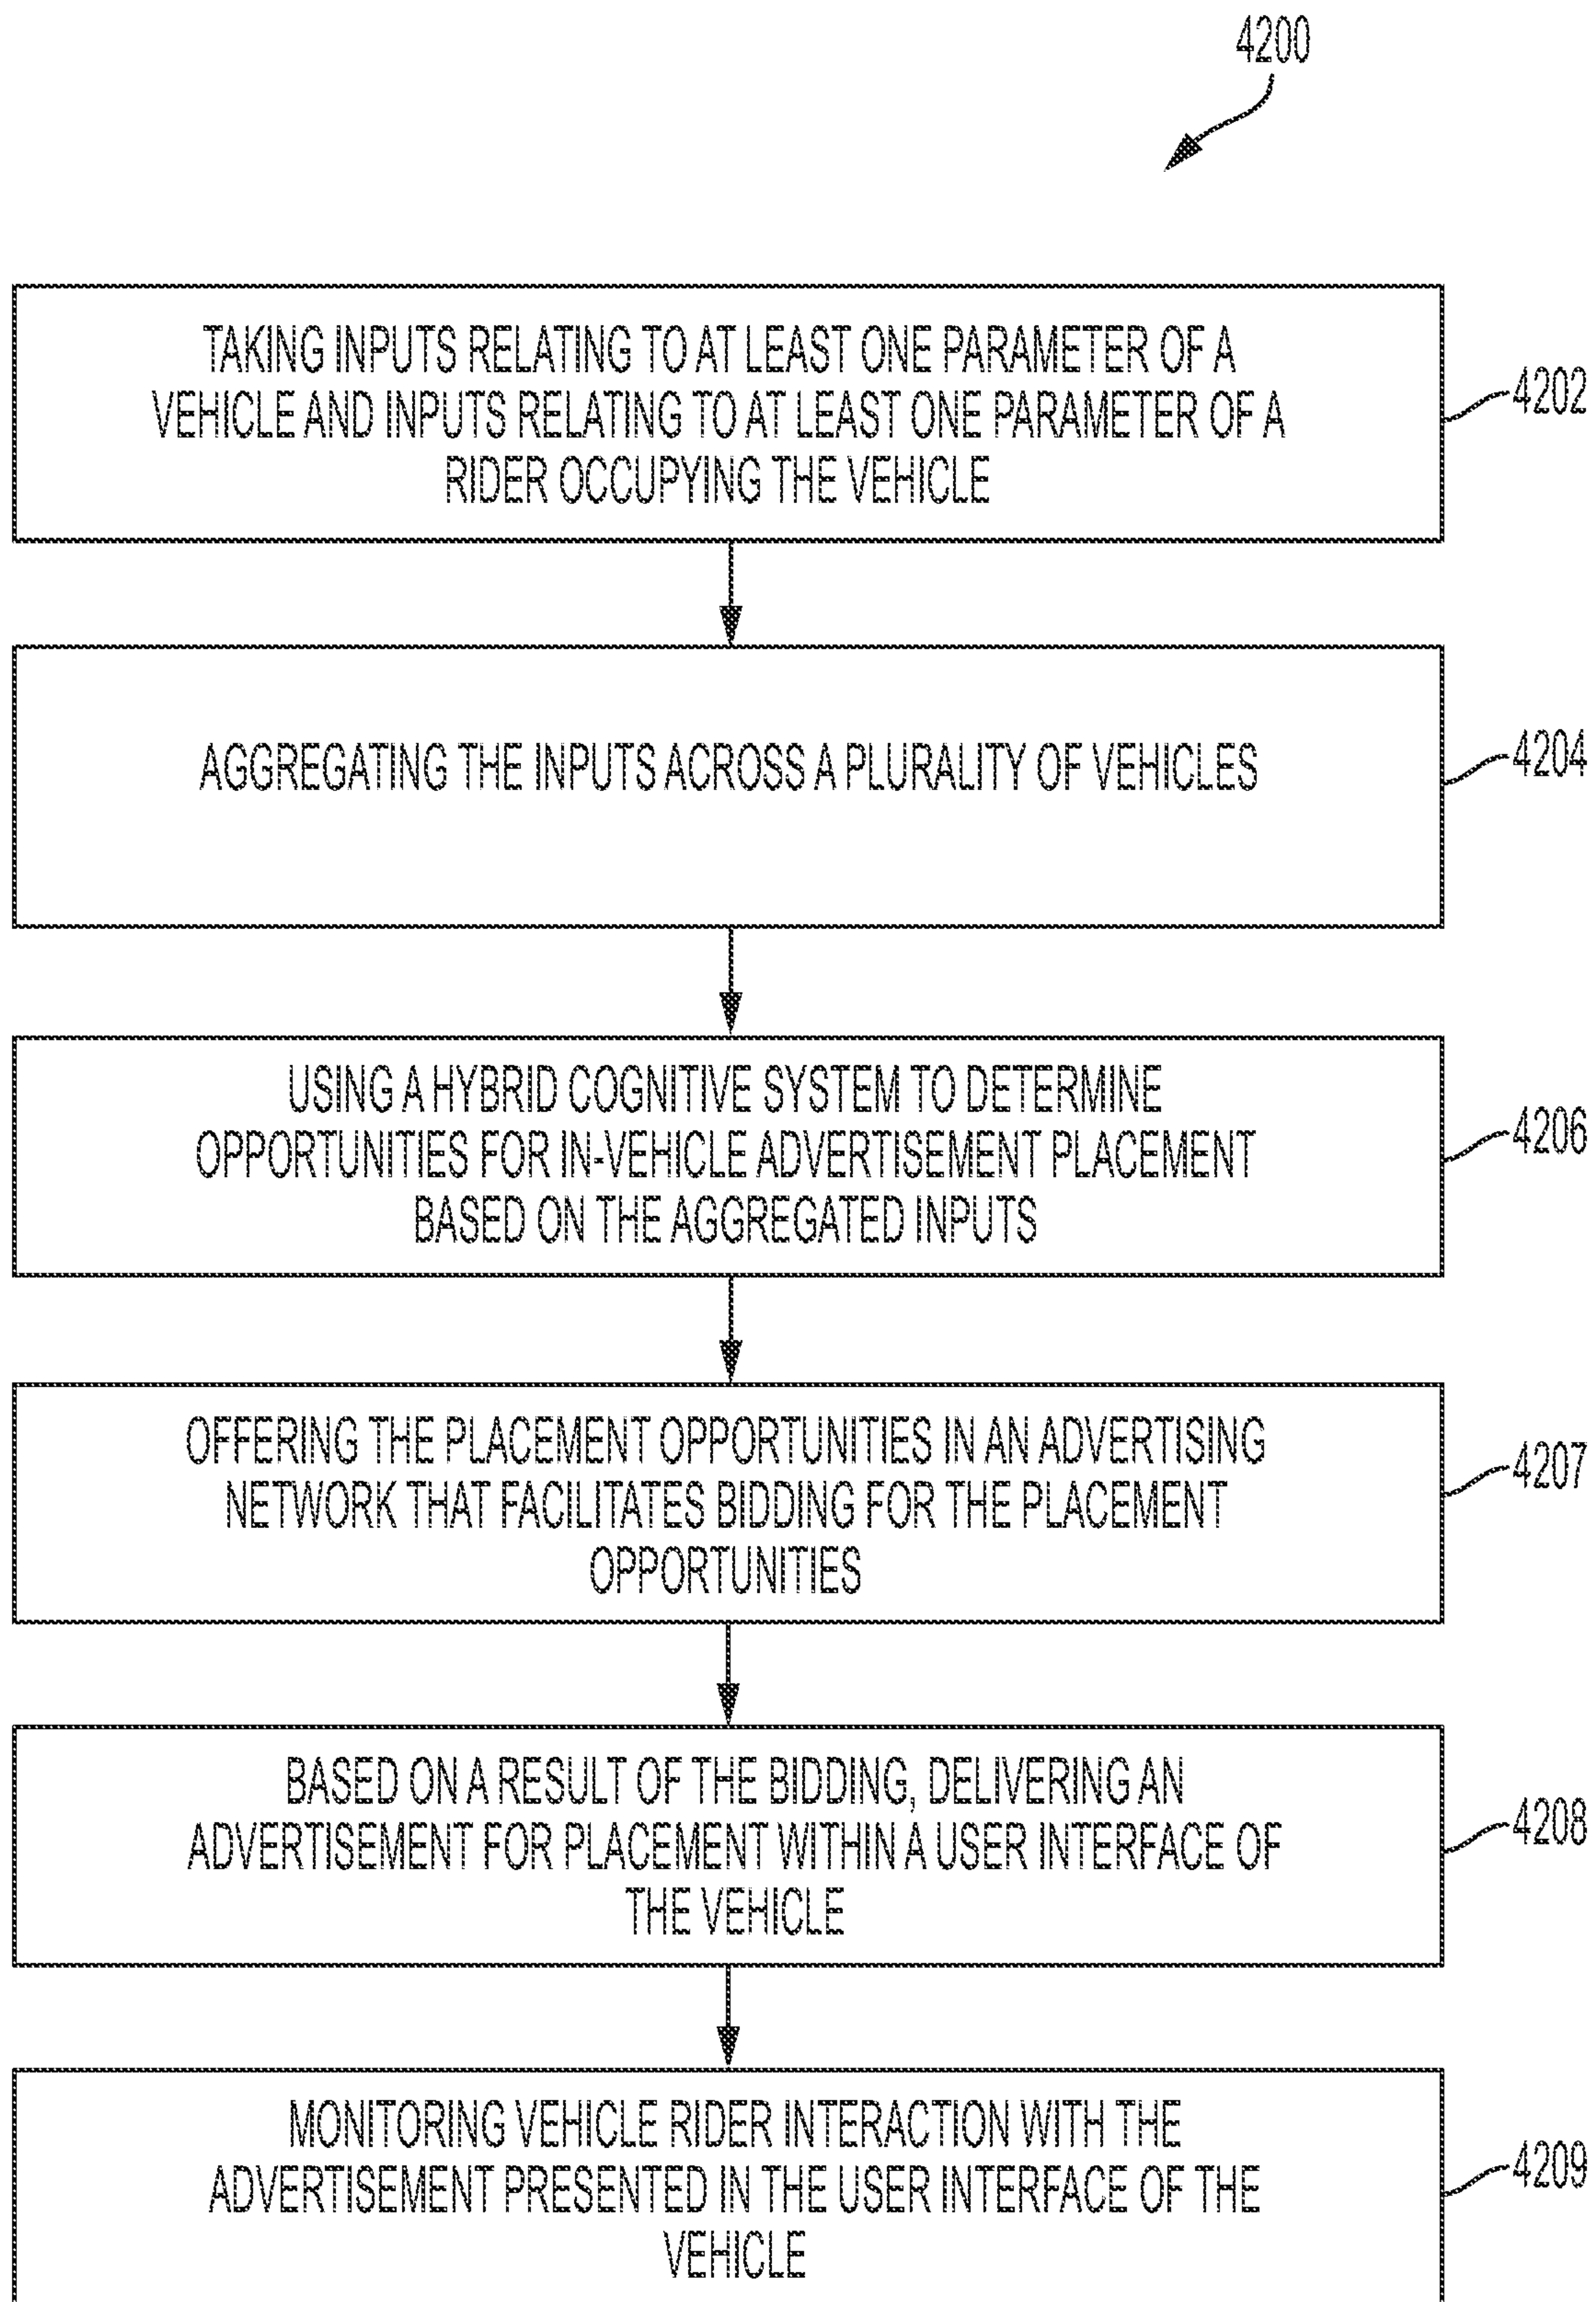 4200
TAKING INPUTS RELATING TO AT LEAST ONE PARAMETER OF A
VEHICLE AND INPUTS RELATING TO AT LEAST ONE PARAMETER OF A
RIDER OCCUPYING THE VEHICLE
4202
AGGREGATING THE INPUTS ACROSS A PLURALITY OF VEHICLES
4204
USING A HYBRID COGNITIVE SYSTEM TO DETERMINE
OPPORTUNITIES FOR IN-VEHICLE ADVERTISEMENT PLACEMENT
BASED ON THE AGGREGATED INPUTS
4206
OFFERING THE PLACEMENT OPPORTUNITIES IN AN ADVERTISING
NETWORK THAT FACILITATES BIDDING FOR THE PLACEMENT
OPPORTUNITIES
4207
BASED ON A RESULT OF THE BIDDING, DELIVERING AN
ADVERTISEMENT FOR PLACEMENT WITHIN A USER INTERFACE OF
THE VEHICLE
4208
MONITORING VEHICLE RIDER INTERACTION WITH THE
ADVERTISEMENT PRESENTED IN THE USER INTERFACE OF THE
VEHICLE
4209